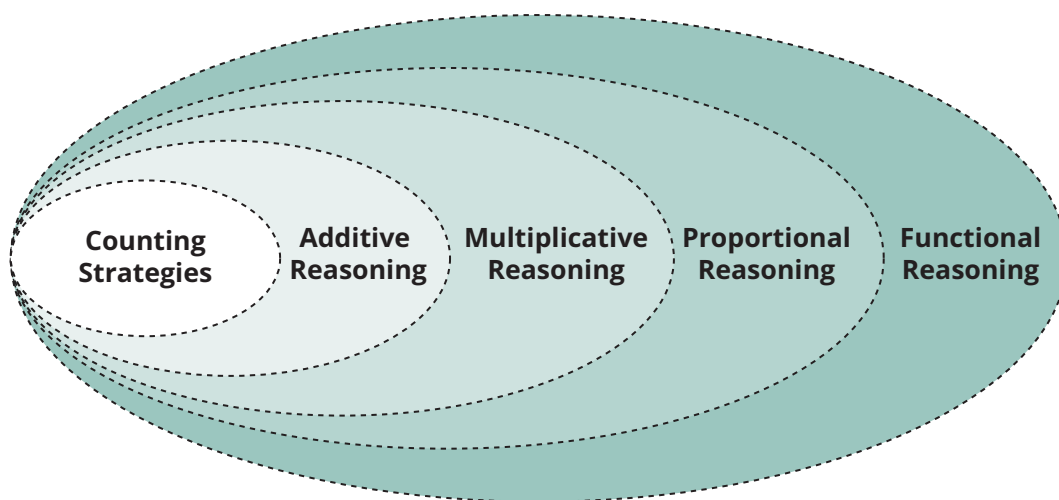 Counting
Strategies
Additive
Reasoning
Multiplicative
Reasoning
Proportional
Reasoning
Functional
Reasoning